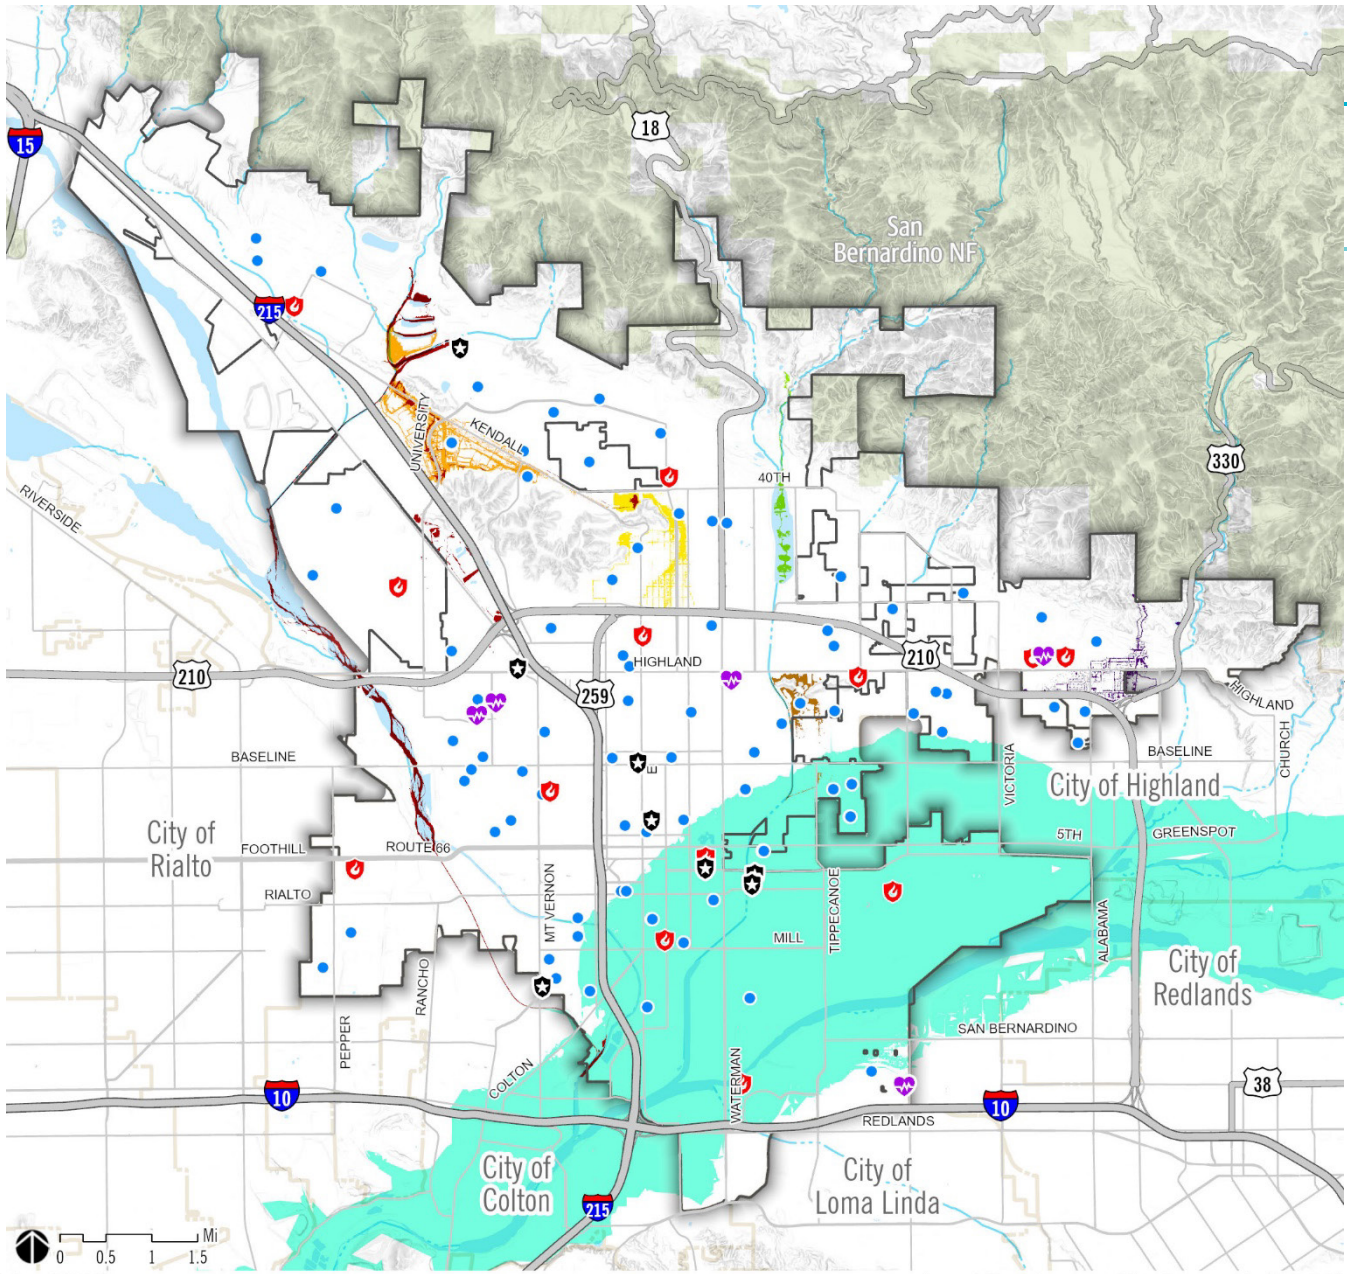 18
15
San
Bernardino NF
215
UNIVERSITY
KENDALL
330
40TH
RIVERSIDE
HIGHLAND
210
210
259
HIGHLAND
BASELINE
E
VICTORIA
BASELINE
CHURCH
City of Highland
City of
Rialto
FOOTHILL
ROUTE 66
5TH
GREENSPOT
RIALTO
MT VERNON
TIPPECANOE
ALABAMA
MILL
RANCHO
City of
Redlands
PEPPER
SAN BERNARDINO
COLTON
WATERMAN
38
10
10
REDLANDS
City of
Colton
City of
Loma Linda
215
Mi
0 0.5 1 1.5